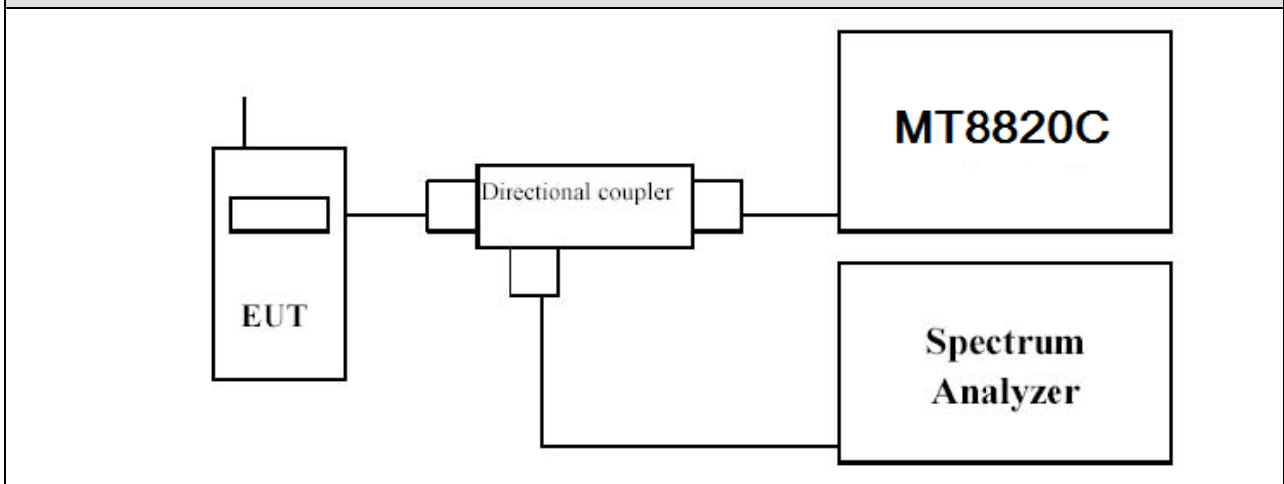 MT8820C
Directional coupler
EUT
Spectrum
Analyzer